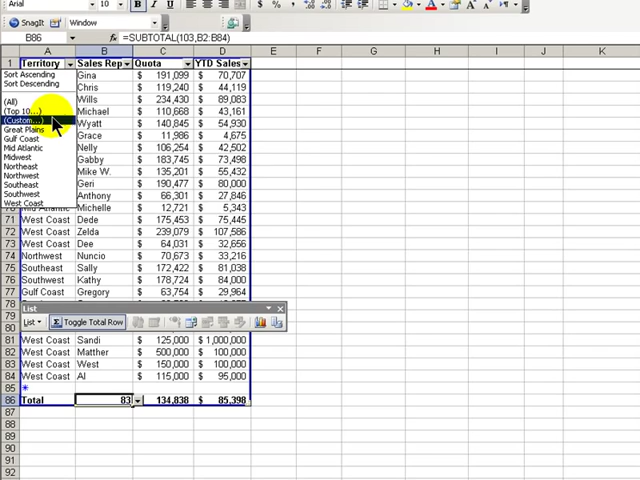 Arial 10 B I U $ %
SnagIt Window
B86 =SUBTOTAL(103,B2:B84)
A B C D E F G H I J K
1 Territory Sales Rep Quota YTD Sales
Sort Ascending
Sort Descending
(All)
(Top 10...)
(Custom...)
Great Plains
Gulf Coast
Mid Atlantic
Midwest
Northeast
Northwest
Southeast
Southwest
West Coast
Gina $ 191,099 $ 70,707
Chris $ 119,240 $ 44,119
Wills $ 234,430 $ 89,083
Michael $ 110,668 $ 43,161
Wyatt $ 140,845 $ 54,930
Grace $ 11,986 $ 4,675
Nelly $ 106,254 $ 42,502
Gabby $ 183,745 $ 73,498
Mike W. $ 135,201 $ 55,432
Geri $ 190,477 $ 80,000
Anthony $ 66,301 $ 27,846
Michelle $ 12,721 $ 5,343
71 West Coast Dede $ 175,453 $ 75,445
72 West Coast Zelda $ 239,079 $ 107,586
73 West Coast Dee $ 64,031 $ 32,656
74 Northwest Nuncio $ 70,673 $ 33,216
75 Southeast Sally $ 172,422 $ 81,038
76 Southwest Kathy $ 178,724 $ 84,000
77 Gulf Coast Gregory $ 63,754 $ 29,964
78
List
79
List Toggle Total Row
80
81 West Coast Sandi $ 125,000 $ 1,000,000
82 West Coast Matther $ 500,000 $ 100,000
83 West Coast West $ 150,000 $ 100,000
84 West Coast Al $ 115,000 $ 95,000
85 *
86 Total 83 134,838 $ 85,398
87
88
89
90
91
92